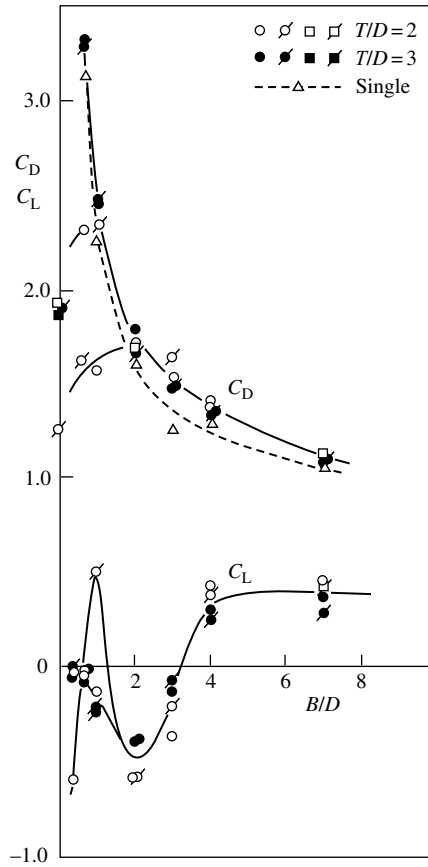 T/D = 2
T/D = 3
Single
3.0
C_D
C_L
2.0
C_D
1.0
C_L
0
2
4
6
8
B/D
−1.0